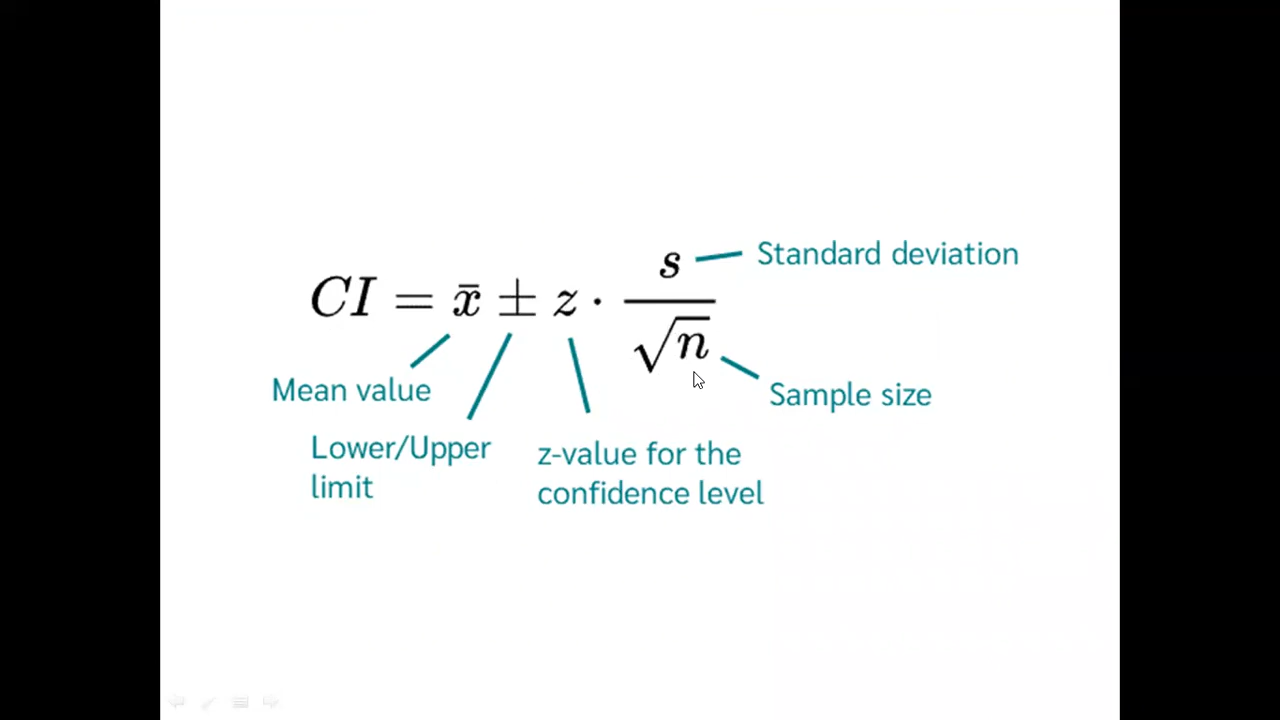 CI = x̄ ± z · s / √n
Standard deviation
Mean value
Sample size
Lower/Upper
limit
z-value for the
confidence level